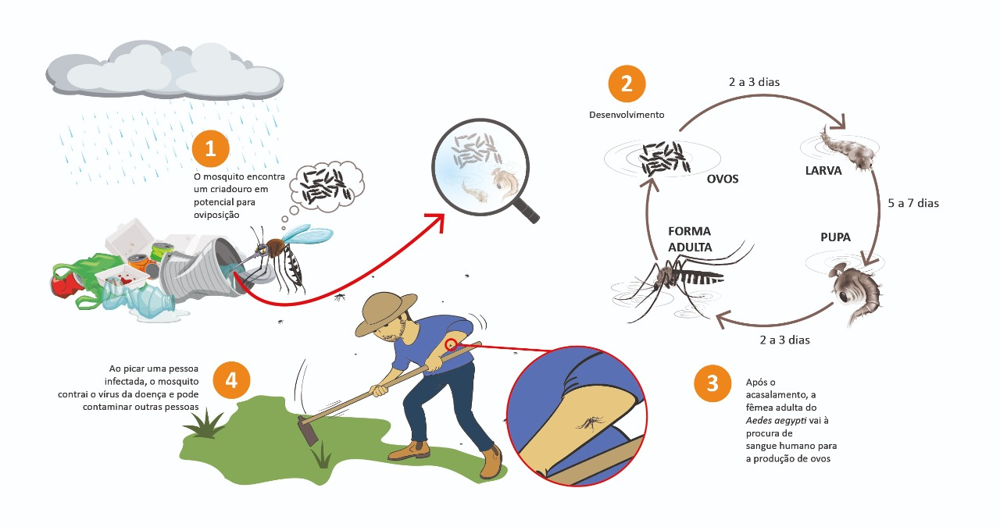 1
O mosquito encontra
um criadouro em
potencial para
oviposição
2
Desenvolvimento
2 a 3 dias
OVOS
LARVA
5 a 7 dias
PUPA
FORMA
ADULTA
2 a 3 dias
3
Após o
acasalamento, a
fêmea adulta do
Aedes aegypti vai à
procura de
sangue humano para
a produção de ovos
4
Ao picar uma pessoa
infectada, o mosquito
contrai o vírus da doença e pode
contaminar outras pessoas